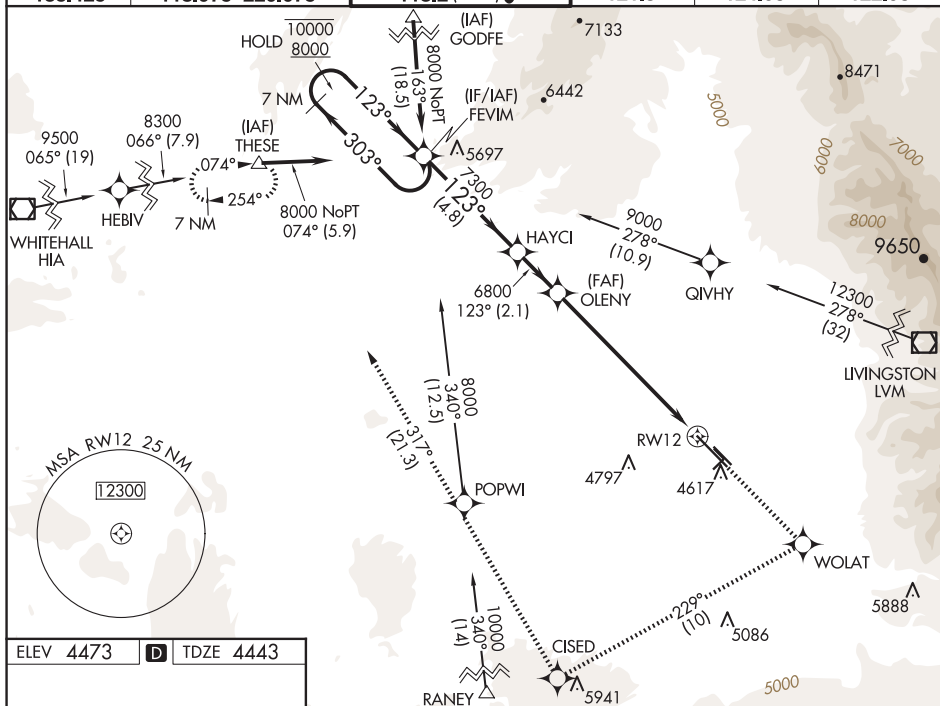 HOLD
10000
8000
7 NM
123°
303°
(IAF)
GODFE
8000 NoPT
163°
(18.5)
(IF/IAF)
FEVIM
7133
6442
5697
8471
5000
6000
7000
8000
9650
9500
065° (19)
8300
066° (7.9)
(IAF)
THESE
074°
254°
7 NM
HEBIV
WHITEHALL
HIA
8000 NoPT
074° (5.9)
7300
123°
(4.8)
HAYCI
9000
278°
(10.9)
QIVHY
12300
278°
(32)
LIVINGSTON
LVM
6800
123° (2.1)
(FAF)
OLENY
8000
340°
(12.5)
317°
(21.3)
RW12
4797
4617
POPWI
MSA RW12 25 NM
12300
WOLAT
229°
(10)
5888
5086
CISED
5941
5000
10000
340°
(14)
RANEY
ELEV 4473 D TDZE 4443